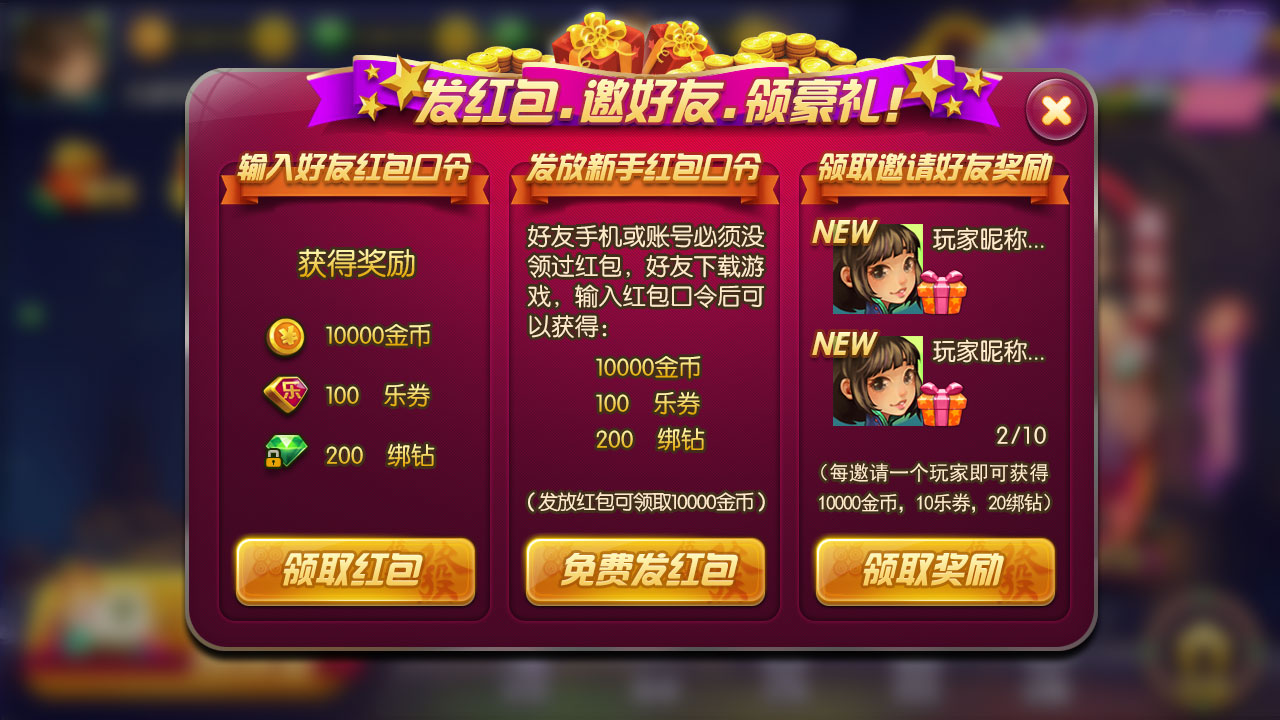 发红包.邀好友.领豪礼!
输入好友红包口令
获得奖励
10000金币
乐
100 乐券
200 绑钻
领取红包
发放新手红包口令
好友手机或账号必须没
领过红包，好友下载游
戏，输入红包口令后可
以获得：
10000金币
100 乐券
200 绑钻
（发放红包可领取10000金币）
免费发红包
领取邀请好友奖励
NEW
玩家昵称...
NEW
玩家昵称...
2/10
（每邀请一个玩家即可获得
10000金币，10乐券，20绑钻）
领取奖励